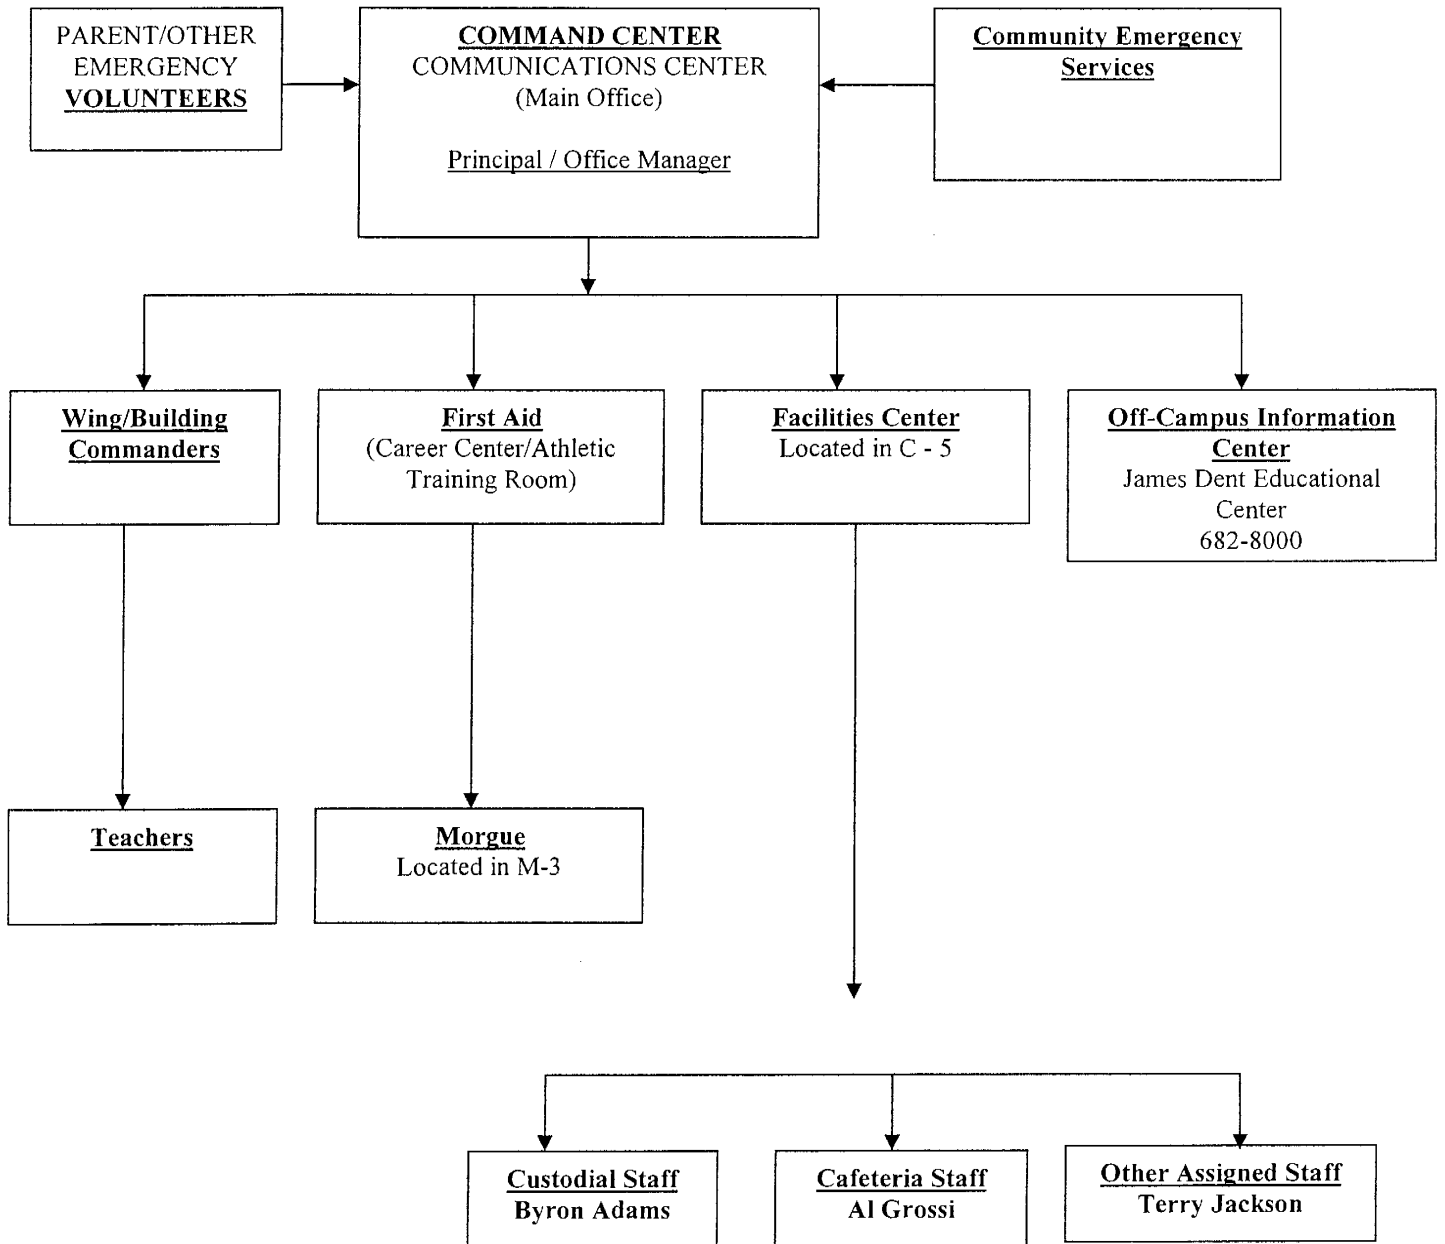 PARENT/OTHER
EMERGENCY
VOLUNTEERS
COMMAND CENTER
COMMUNICATIONS CENTER
(Main Office)
Principal / Office Manager
Community Emergency
Services
Wing/Building
Commanders
First Aid
(Career Center/Athletic
Training Room)
Facilities Center
Located in C - 5
Off-Campus Information
Center
James Dent Educational
Center
682-8000
Teachers
Morgue
Located in M-3
Custodial Staff
Byron Adams
Cafeteria Staff
Al Grossi
Other Assigned Staff
Terry Jackson